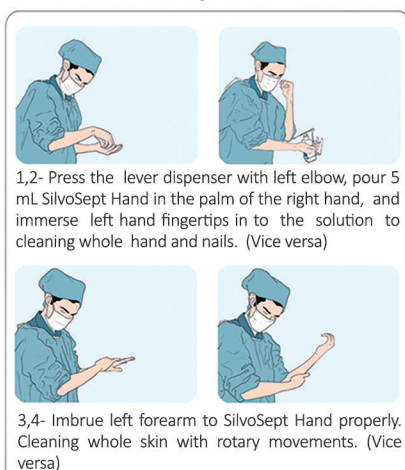 1,2- Press the lever dispenser with left elbow, pour 5
mL SilvoSept Hand in the palm of the right hand, and
immerse left hand fingertips in to the solution to
cleaning whole hand and nails. (Vice versa)
3,4- Imbrue left forearm to SilvoSept Hand properly.
Cleaning whole skin with rotary movements. (Vice
versa)